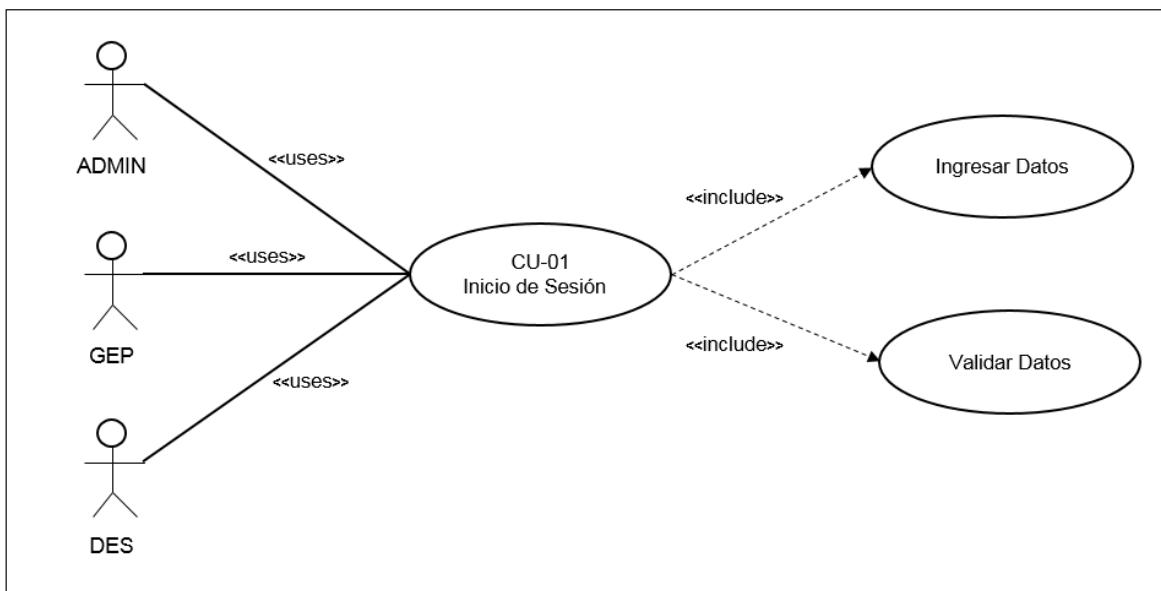 ADMIN
<<uses>>
GEP
<<uses>>
DES
<<uses>>
CU-01
Inicio de Sesión
<<include>>
Ingresar Datos
<<include>>
Validar Datos